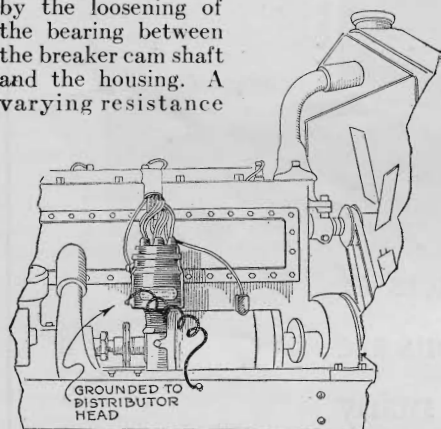 by the loosening of
the bearing between
the breaker cam shaft
and the housing. A
varying resistance
GROUNDED TO
DISTRIBUTOR
HEAD